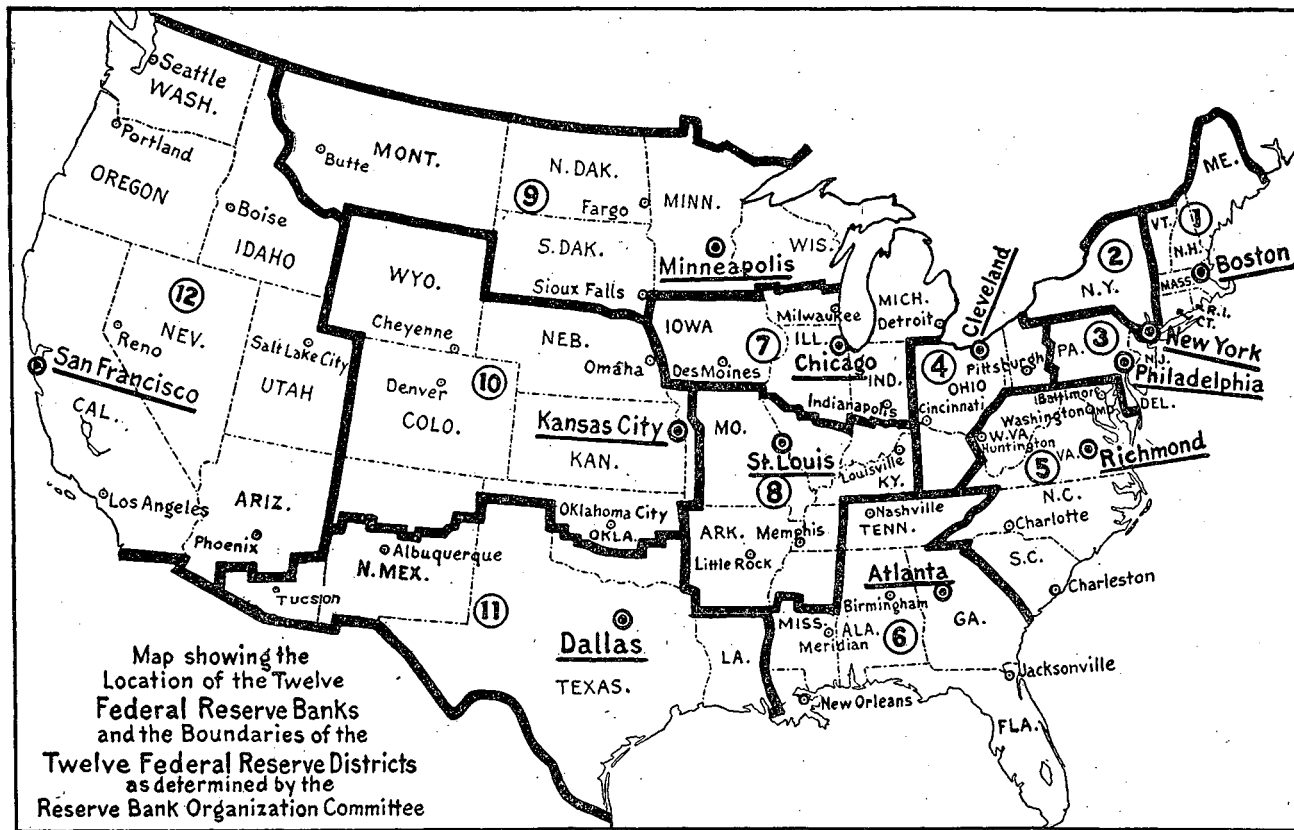 Seattle
WASH.
Portland
OREGON
Butte
MONT.
Boise
IDAHO
N. DAK.
9
Fargo
MINN.
S. DAK.
Sioux Falls
Minneapolis
WIS.
MICH.
Detroit
ME.
VT.
1
N.H.
MASS.
Boston
R.I.
CT.
2
N.Y.
Cleveland
12
NEV.
Reno
San Francisco
CAL.
Los Angeles
Salt Lake City
UTAH
WYO.
Cheyenne
Denver
COLO.
10
NEB.
Omaha
IOWA
Des Moines
7
Milwaukee
ILL.
Chicago
IND.
Indianapolis
4
OHIO
Cincinnati
Pittsburgh
PA.
3
New York
N.J.
Philadelphia
Baltimore
Washington
MD.
DEL.
W.VA.
Huntington
5
VA.
Richmond
Kansas City
KAN.
MO.
St. Louis
8
Louisville
KY.
N.C.
Charlotte
ARIZ.
Phoenix
Tucson
Albuquerque
N. MEX.
Oklahoma City
OKLA.
ARK.
Little Rock
Memphis
Nashville
TENN.
S.C.
Charleston
Atlanta
Birmingham
GA.
11
Dallas
TEXAS.
LA.
MISS.
Meridian
ALA.
6
Jacksonville
New Orleans
FLA.
Map showing the
Location of the Twelve
Federal Reserve Banks
and the Boundaries of the
Twelve Federal Reserve Districts
as determined by the
Reserve Bank Organization Committee